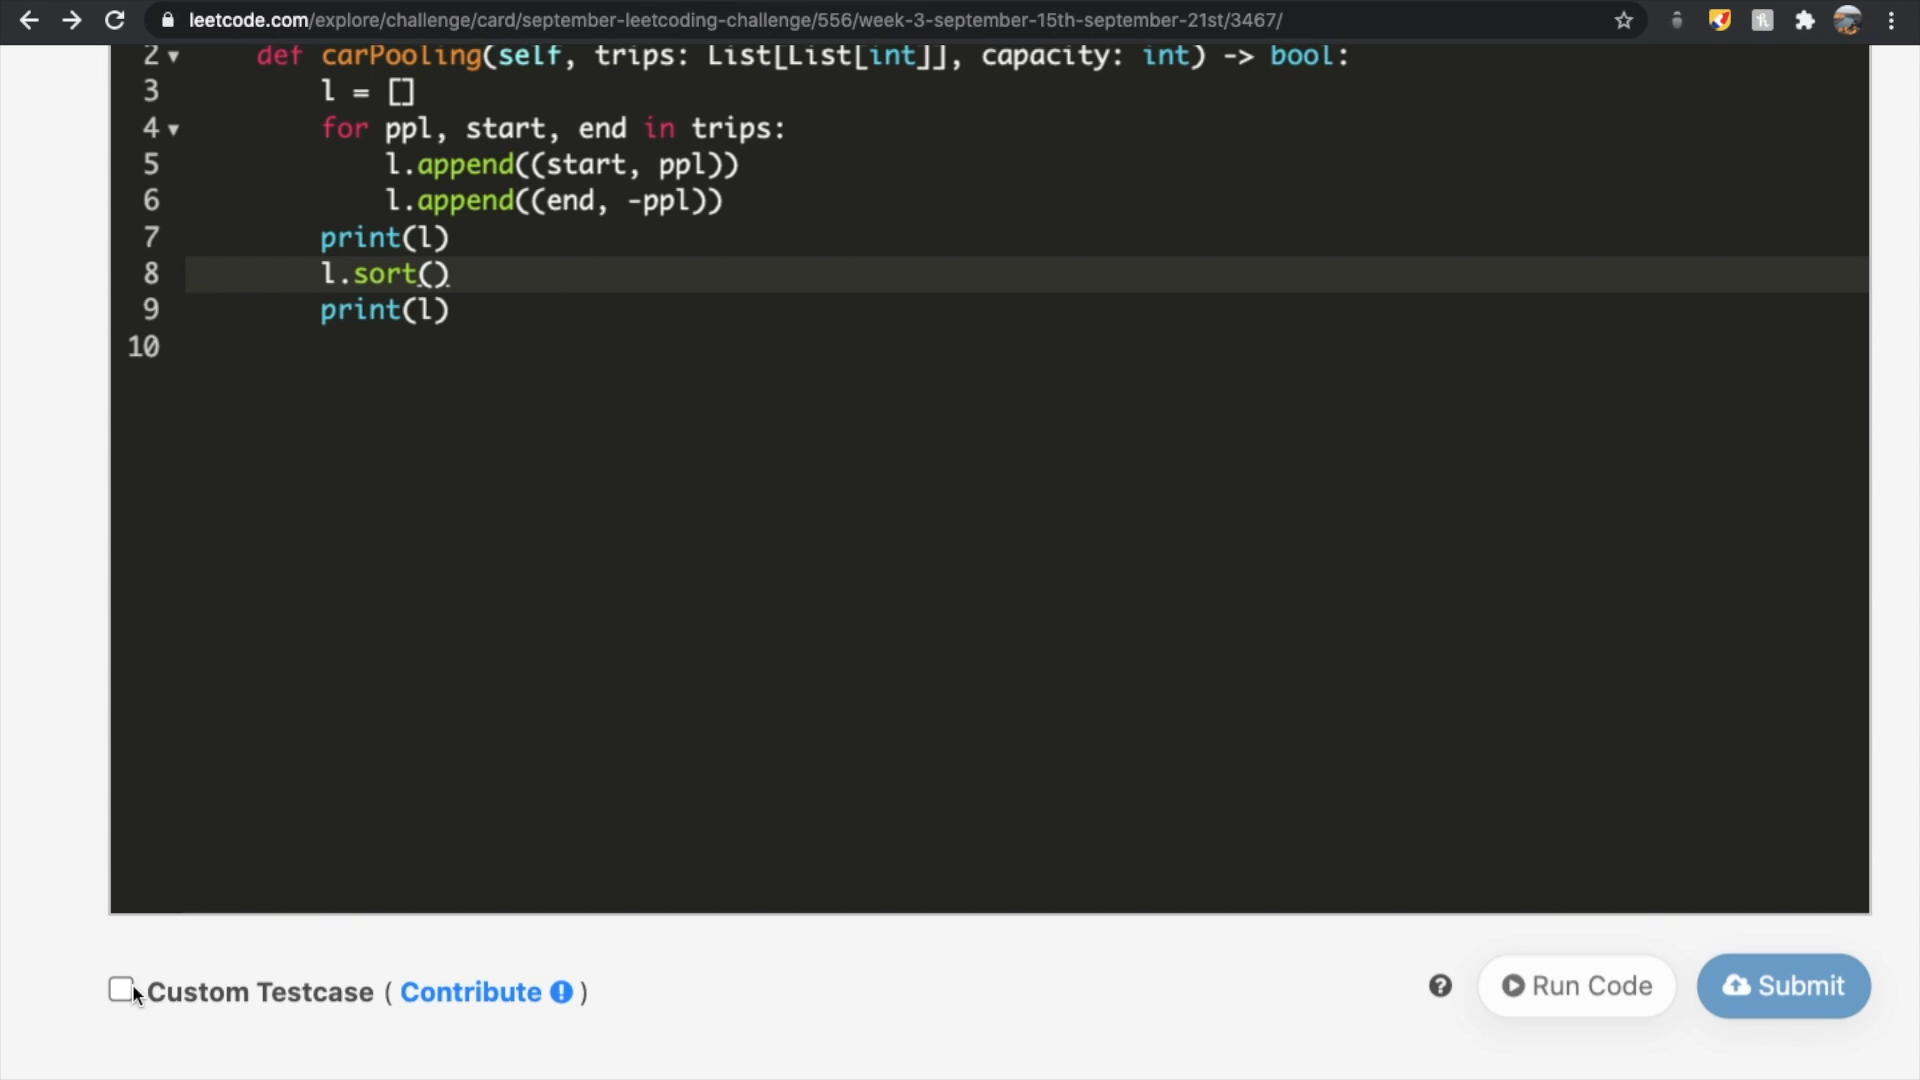 leetcode.com/explore/challenge/card/september-leetcoding-challenge/556/week-3-september-15th-september-21st/3467/
2 def carPooling(self, trips: List[List[int]], capacity: int) -> bool:
3 l = []
4 for ppl, start, end in trips:
5 l.append((start, ppl))
6 l.append((end, -ppl))
7 print(l)
8 l.sort()
9 print(l)
10
Custom Testcase ( Contribute ! )
? Run Code Submit